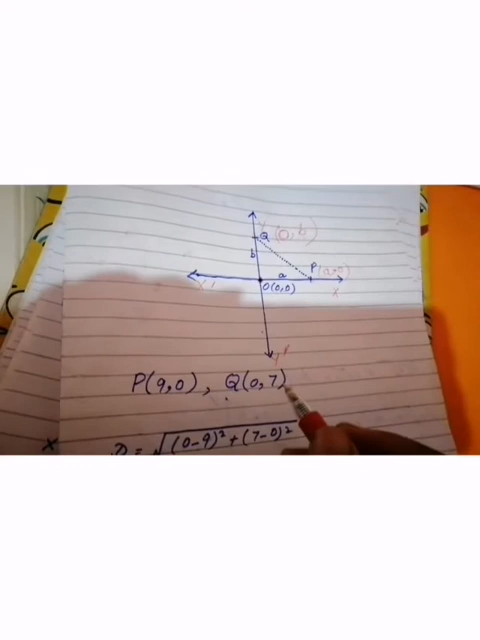 Y
Q (0, b)
b
P (a, 0)
a
X' O(0,0) X
Y'
P(9,0), Q(0,7)
D = √(0-9)² + (7-0)²